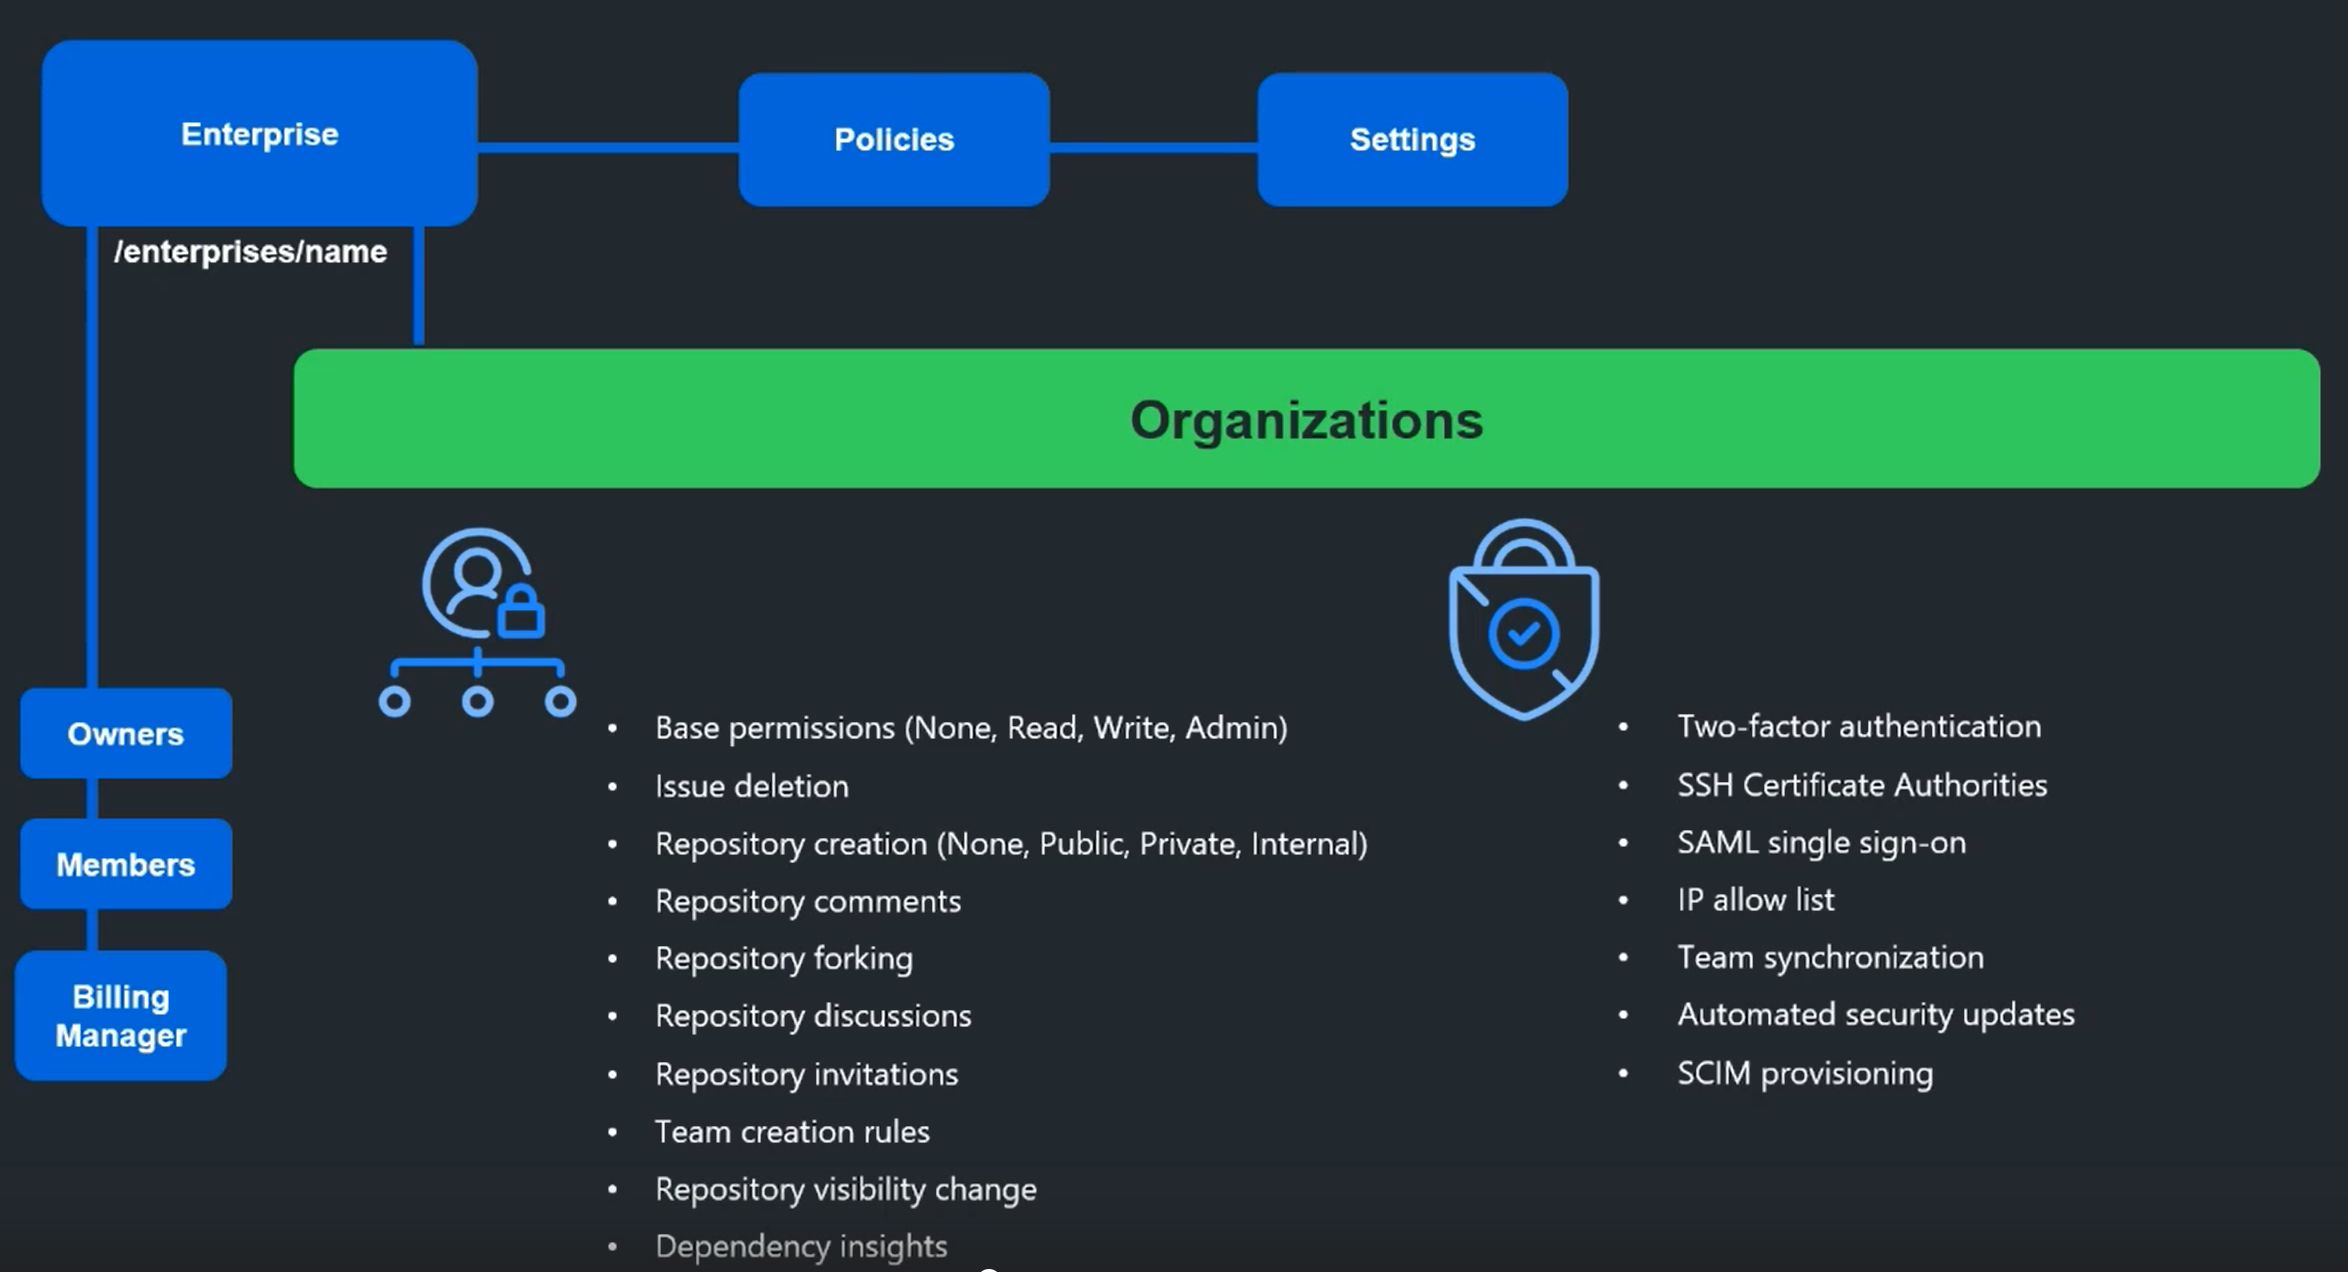 Enterprise
Policies
Settings
/enterprises/name
Organizations
Owners
Members
Billing
Manager
• Base permissions (None, Read, Write, Admin)
• Issue deletion
• Repository creation (None, Public, Private, Internal)
• Repository comments
• Repository forking
• Repository discussions
• Repository invitations
• Team creation rules
• Repository visibility change
• Dependency insights
• Two-factor authentication
• SSH Certificate Authorities
• SAML single sign-on
• IP allow list
• Team synchronization
• Automated security updates
• SCIM provisioning